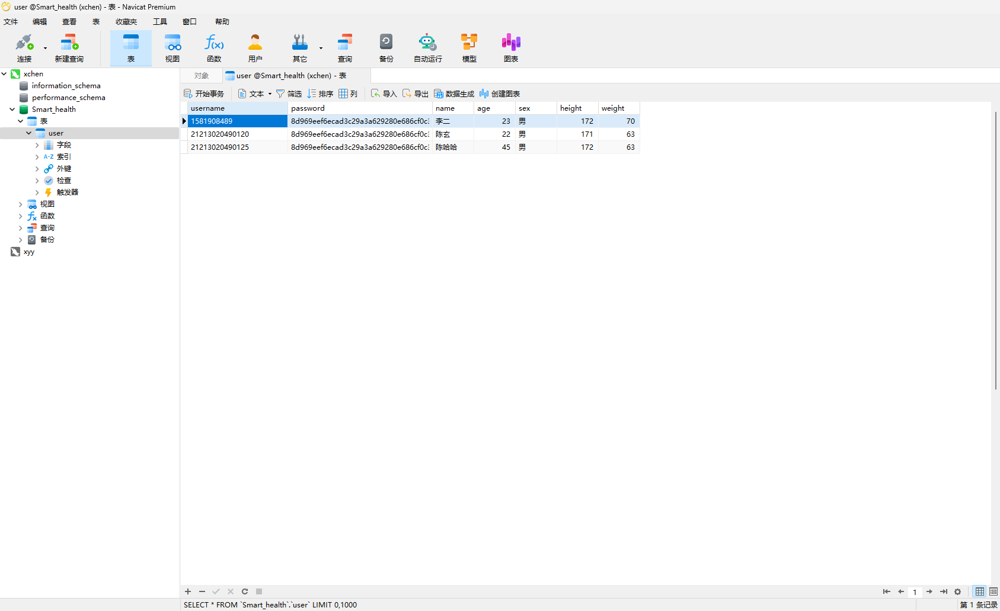 user @Smart_health (xchen) - 表 - Navicat Premium
文件 编辑 查看 表 收藏夹 工具 窗口 帮助
连接 新建查询 表 视图 函数 用户 其它 查询 备份 自动运行 模型 图表
xchen
information_schema
performance_schema
Smart_health
表
user
字段
A-Z 索引
外键
检查
触发器
视图
函数
查询
备份
xyy
对象 user @Smart_health (xchen) - 表
开始事务 文本 筛选 排序 列 导入 导出 数据生成 创建图表
username password name age sex height weight
1581908489 8d969eef6ecad3c29a3a629280e686cf0c3 李二 23 男 172 70
21213020490120 8d969eef6ecad3c29a3a629280e686cf0c3 陈玄 22 男 171 63
21213020490125 8d969eef6ecad3c29a3a629280e686cf0c3 陈哈哈 45 男 172 63
1
SELECT * FROM `Smart_health`.`user` LIMIT 0,1000
第 1 条记录